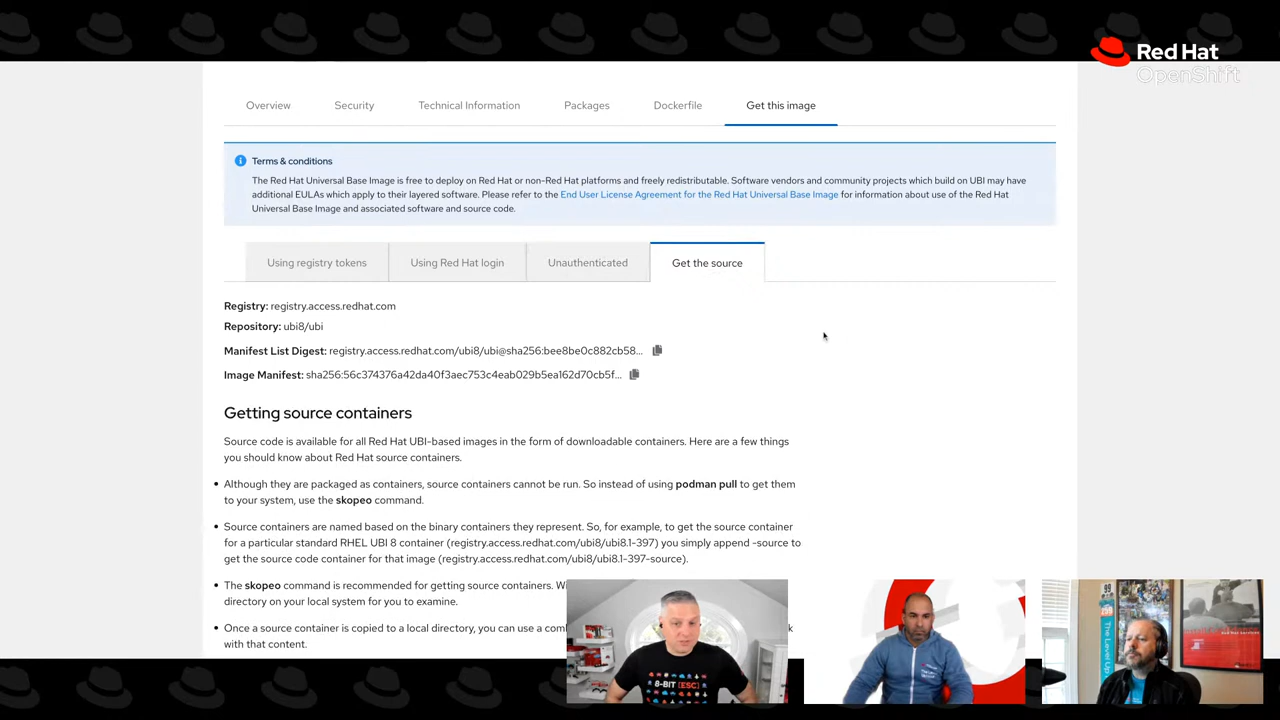 Red Hat
OpenShift
Overview
Security
Technical Information
Packages
Dockerfile
Get this image
Terms & conditions
The Red Hat Universal Base Image is free to deploy on Red Hat or non-Red Hat platforms and freely redistributable. Software vendors and community projects which build on UBI may have
additional EULAs which apply to their layered software. Please refer to the End User License Agreement for the Red Hat Universal Base Image for information about use of the Red Hat
Universal Base Image and associated software and source code.
Using registry tokens
Using Red Hat login
Unauthenticated
Get the source
Registry: registry.access.redhat.com
Repository: ubi8/ubi
Manifest List Digest: registry.access.redhat.com/ubi8/ubi@sha256:bee8be0c882cb58...
Image Manifest: sha256:56c374376a42da40f3aec753c4eab029b5ea162d70cb5f...
Getting source containers
Source code is available for all Red Hat UBI-based images in the form of downloadable containers. Here are a few things
you should know about Red Hat source containers.
Although they are packaged as containers, source containers cannot be run. So instead of using podman pull to get them
to your system, use the skopeo command.
Source containers are named based on the binary containers they represent. So, for example, to get the source container
for a particular standard RHEL UBI 8 container (registry.access.redhat.com/ubi8/ubi8.1-397) you simply append -source to
get the source code container for that image (registry.access.redhat.com/ubi8/ubi8.1-397-source).
The skopeo command is recommended for getting source containers. Wi
directory on your local system for you to examine.
Once a source container is copied to a local directory, you can use a com
k
with that content.
8-BIT [ESC]
The Level Up